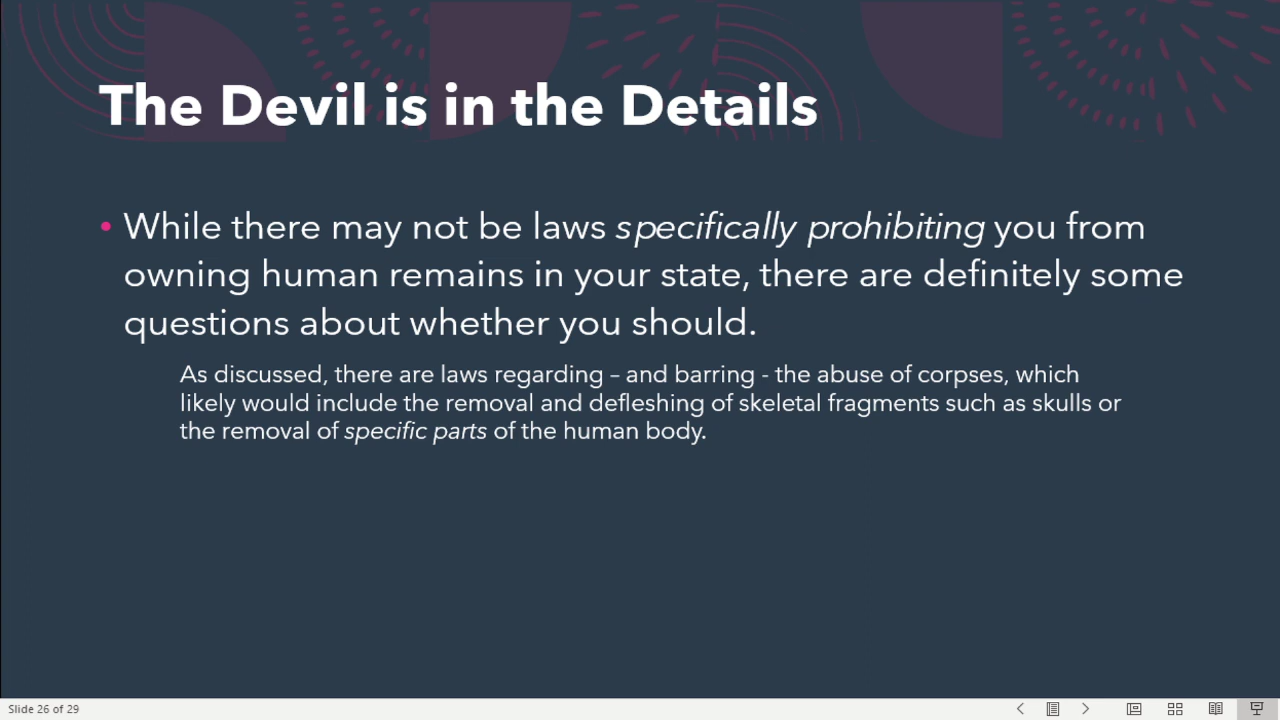 The Devil is in the Details
• While there may not be laws specifically prohibiting you from
owning human remains in your state, there are definitely some
questions about whether you should.
As discussed, there are laws regarding – and barring - the abuse of corpses, which
likely would include the removal and defleshing of skeletal fragments such as skulls or
the removal of specific parts of the human body.
Slide 26 of 29